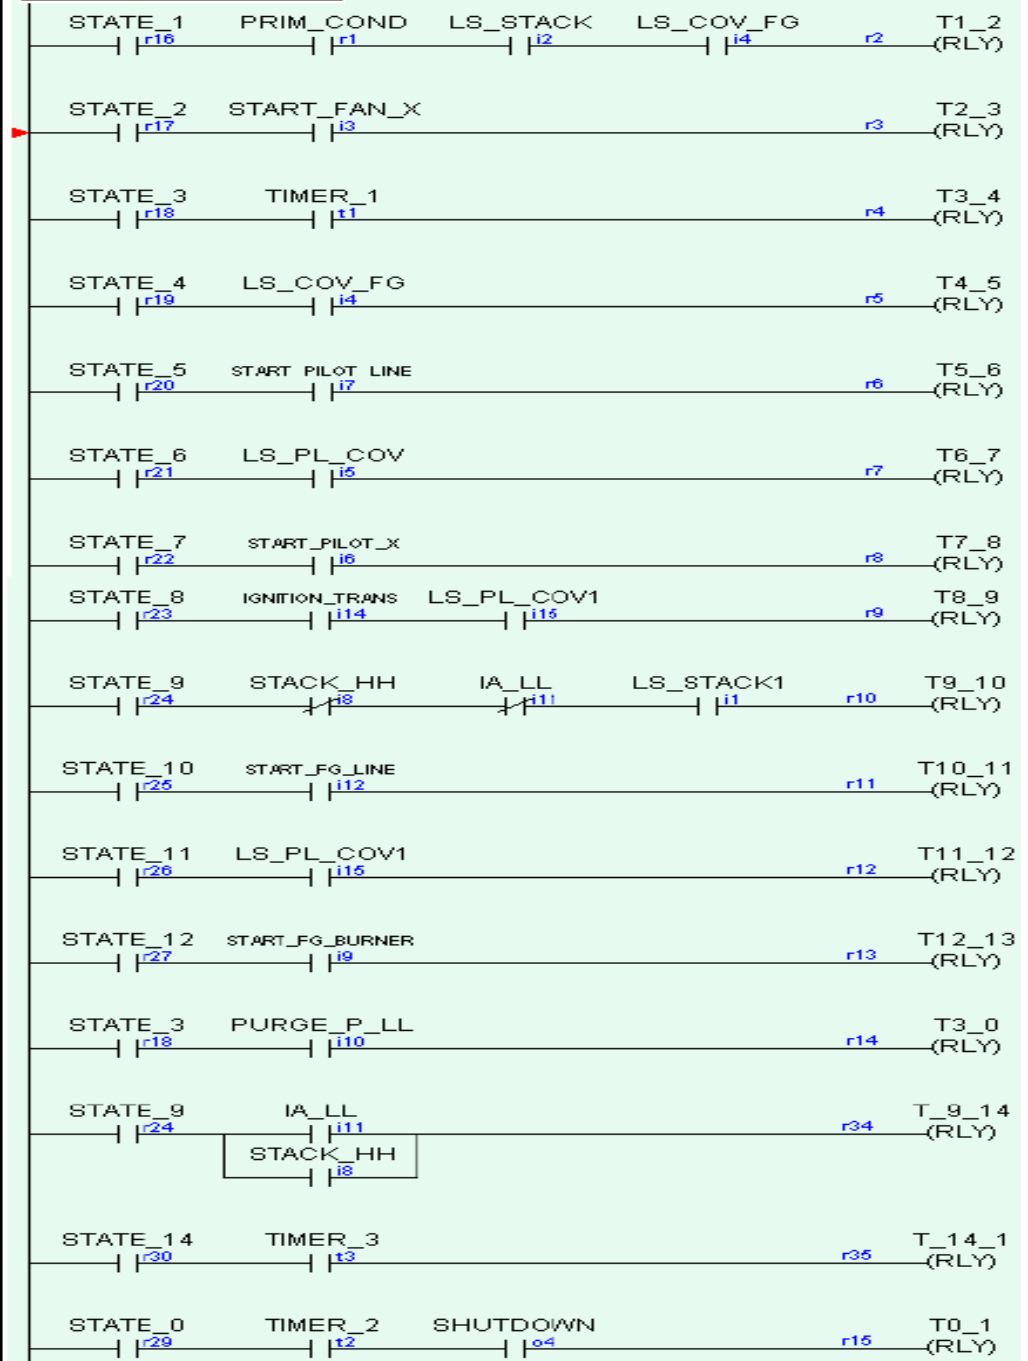 STATE_1 PRIM_COND LS_STACK LS_COV_FG T1_2
r16 r1 i2 i4 r2 (RLY)
STATE_2 START_FAN_X T2_3
r17 i3 r3 (RLY)
STATE_3 TIMER_1 T3_4
r18 t1 r4 (RLY)
STATE_4 LS_COV_FG T4_5
r19 i4 r5 (RLY)
STATE_5 START PILOT LINE T5_6
r20 i7 r6 (RLY)
STATE_6 LS_PL_COV T6_7
r21 i5 r7 (RLY)
STATE_7 START_PILOT_X T7_8
r22 i6 r8 (RLY)
STATE_8 IGNITION_TRANS LS_PL_COV1 T8_9
r23 i14 i15 r9 (RLY)
STATE_9 STACK_HH IA_LL LS_STACK1 T9_10
r24 i8 i11 i1 r10 (RLY)
STATE_10 START_FG_LINE T10_11
r25 i12 r11 (RLY)
STATE_11 LS_PL_COV1 T11_12
r26 i15 r12 (RLY)
STATE_12 START_FG_BURNER T12_13
r27 i9 r13 (RLY)
STATE_3 PURGE_P_LL T3_0
r18 i10 r14 (RLY)
STATE_9 IA_LL T_9_14
r24 i11 r34 (RLY)
STACK_HH
i8
STATE_14 TIMER_3 T_14_1
r30 t3 r35 (RLY)
STATE_0 TIMER_2 SHUTDOWN T0_1
r29 t2 o4 r15 (RLY)